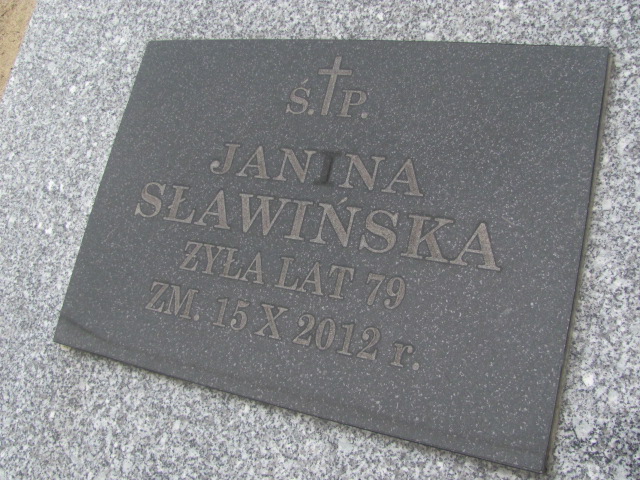 Ś. P.
JANINA
SŁAWIŃSKA
ŻYŁA LAT 79
ZM. 15 X 2012 r.